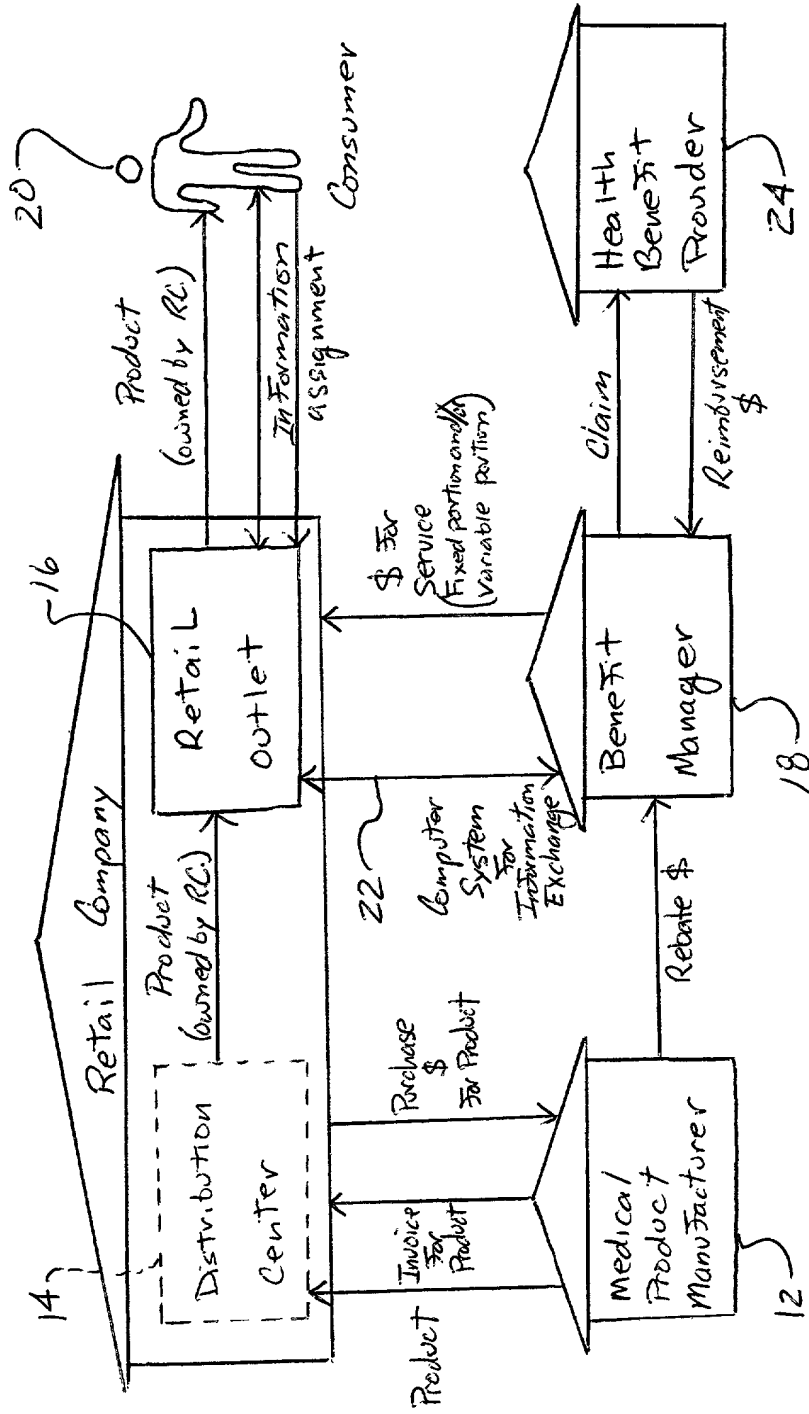 Retail Company
14
Distribution
Center
Product
(owned by RC.)
16
Retail
Outlet
Product
(owned by RC.)
20
Information
assignment
Consumer
Product
Invoice
For
Product
Purchase
$
For Product
22
Computer
System
For
Information
Exchange
$ For
Service
(Fixed portion and/or
variable portion)
Medical
Product
Manufacturer
12
Rebate $
Benefit
Manager
18
Claim
Reimbursement
$
Health
Benefit
Provider
24